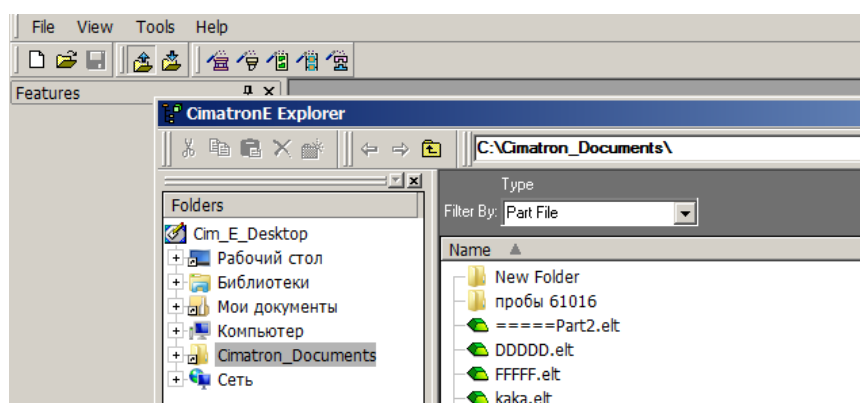 File View Tools Help
Features
CimatronE Explorer
C:\Cimatron_Documents\
Type
Filter By: Part File
Folders
Cim_E_Desktop
Рабочий стол
Библиотеки
Мои документы
Компьютер
Cimatron_Documents
Сеть
Name
New Folder
пробы 61016
=====Part2.elt
DDDDD.elt
FFFFF.elt
kaka.elt